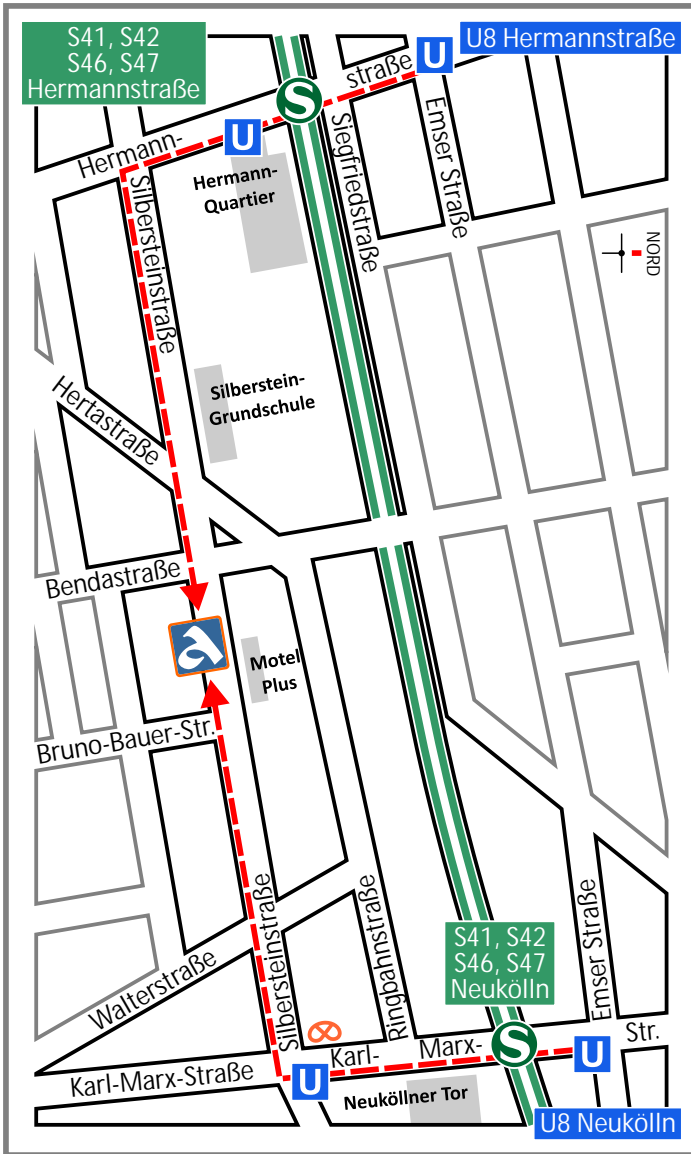 S41, S42
S46, S47
Hermannstraße
U8 Hermannstraße
U
straße
S
U
Hermann-
Emser Straße
Siegfriedstraße
Hermann-
Quartier
Silbersteinstraße
NORD
Silberstein-
Grundschule
Hertastraße
Bendastraße
a
Motel
Plus
Bruno-Bauer-Str.
Silbersteinstraße
Ringbahnstraße
Emser Straße
S41, S42
S46, S47
Neukölln
Walterstraße
Karl-
Marx-
S
Str.
U
U
Karl-Marx-Straße
Neuköllner Tor
U8 Neukölln